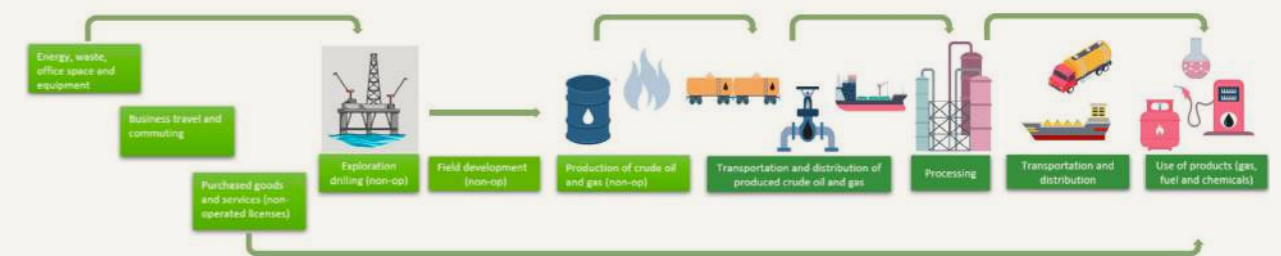 Energy, waste,
office space and
equipment
Business travel and
commuting
Purchesed goods
and services (non-
operated licenses)
Exploration
drilling (non-op)
Field development
(non-op)
Production of crude oil
and gas (non-op)
Transportation and distribution of
produced crude oil and gas
Processing
Transportation and
distribution
Use of products (gas,
fuel and chemicals)